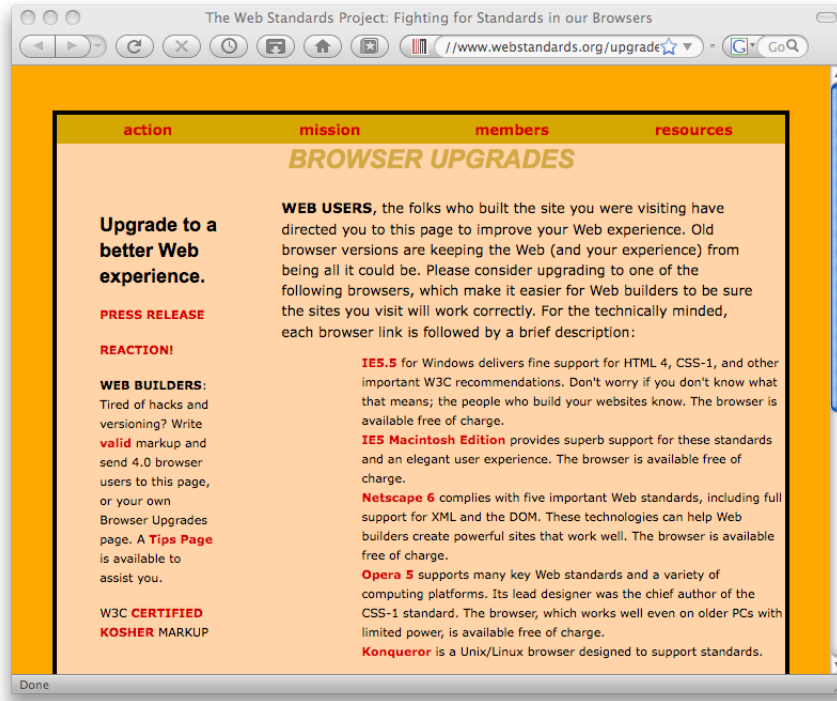 The Web Standards Project: Fighting for Standards in our Browsers
//www.webstandards.org/upgrade
G
Go
action mission members resources
BROWSER UPGRADES
Upgrade to a
better Web
experience.
PRESS RELEASE
REACTION!
WEB BUILDERS:
Tired of hacks and
versioning? Write
valid markup and
send 4.0 browser
users to this page,
or your own
Browser Upgrades
page. A Tips Page
is available to
assist you.
W3C CERTIFIED
KOSHER MARKUP
WEB USERS, the folks who built the site you were visiting have
directed you to this page to improve your Web experience. Old
browser versions are keeping the Web (and your experience) from
being all it could be. Please consider upgrading to one of the
following browsers, which make it easier for Web builders to be sure
the sites you visit will work correctly. For the technically minded,
each browser link is followed by a brief description:
IE5.5 for Windows delivers fine support for HTML 4, CSS-1, and other
important W3C recommendations. Don't worry if you don't know what
that means; the people who build your websites know. The browser is
available free of charge.
IE5 Macintosh Edition provides superb support for these standards
and an elegant user experience. The browser is available free of
charge.
Netscape 6 complies with five important Web standards, including full
support for XML and the DOM. These technologies can help Web
builders create powerful sites that work well. The browser is available
free of charge.
Opera 5 supports many key Web standards and a variety of
computing platforms. Its lead designer was the chief author of the
CSS-1 standard. The browser, which works well even on older PCs with
limited power, is available free of charge.
Konqueror is a Unix/Linux browser designed to support standards.
Done